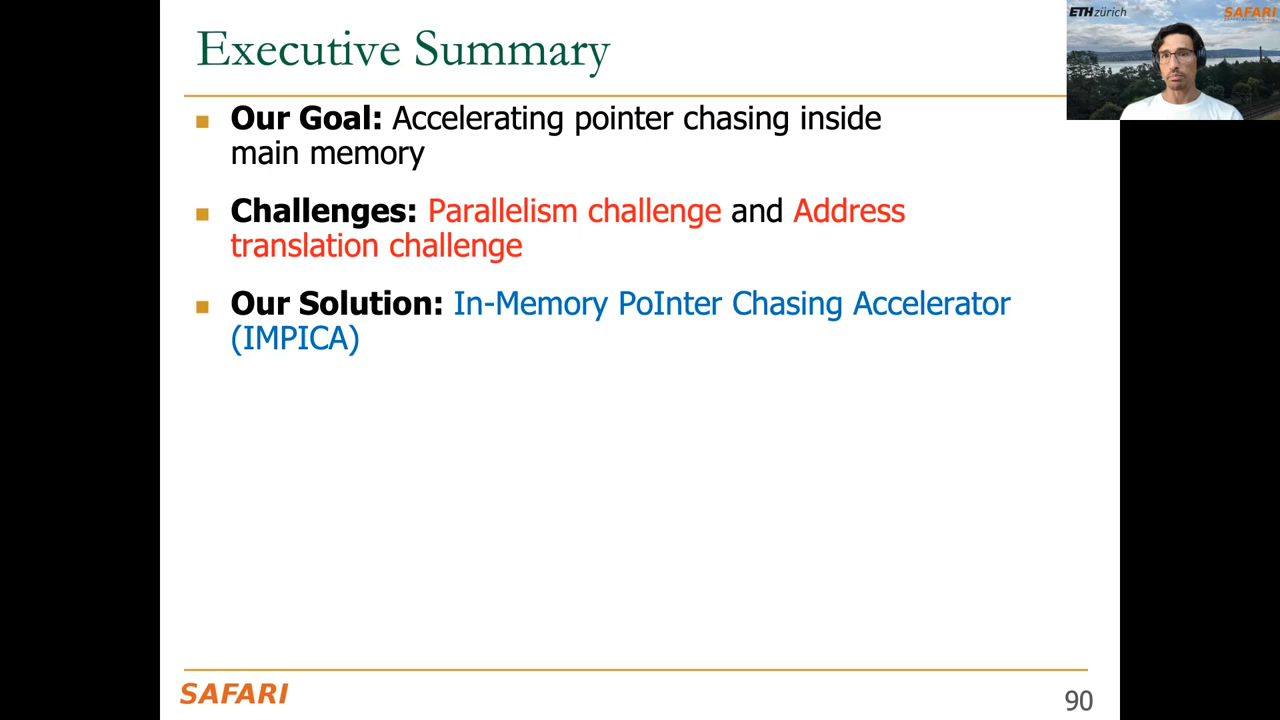 Executive Summary
ETH zürich
SAFARI
■ Our Goal: Accelerating pointer chasing inside
main memory
■ Challenges: Parallelism challenge and Address
translation challenge
■ Our Solution: In-Memory PoInter Chasing Accelerator
(IMPICA)
SAFARI
90